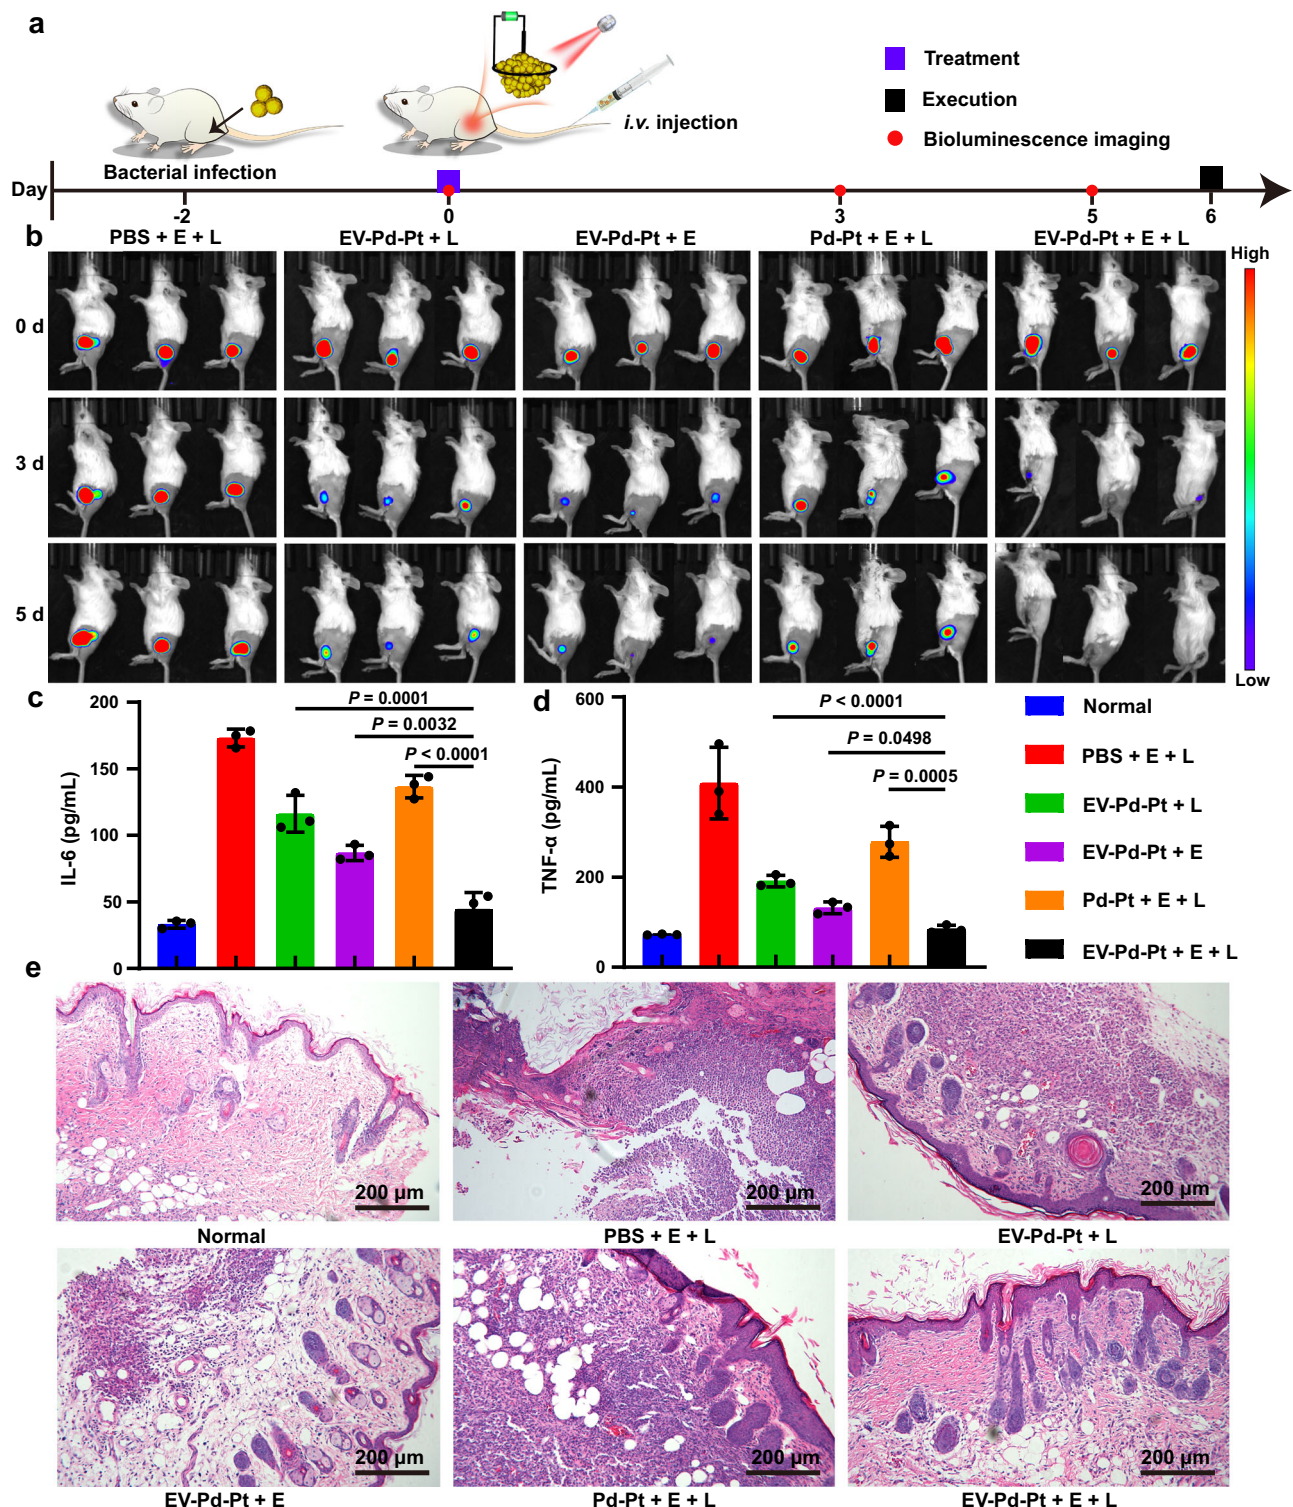 a
Treatment
Execution
Bioluminescence imaging
i.v. injection
Bacterial infection
Day
-2
0
3
5
6
b
PBS + E + L
EV-Pd-Pt + L
EV-Pd-Pt + E
Pd-Pt + E + L
EV-Pd-Pt + E + L
High
0 d
3 d
5 d
Low
c
IL-6 (pg/mL)
200
150
100
50
0
P = 0.0001
P = 0.0032
P < 0.0001
d
TNF-α (pg/mL)
600
400
200
0
P < 0.0001
P = 0.0498
P = 0.0005
Normal
PBS + E + L
EV-Pd-Pt + L
EV-Pd-Pt + E
Pd-Pt + E + L
EV-Pd-Pt + E + L
e
200 μm
200 μm
200 μm
Normal
PBS + E + L
EV-Pd-Pt + L
200 μm
200 μm
200 μm
EV-Pd-Pt + E
Pd-Pt + E + L
EV-Pd-Pt + E + L